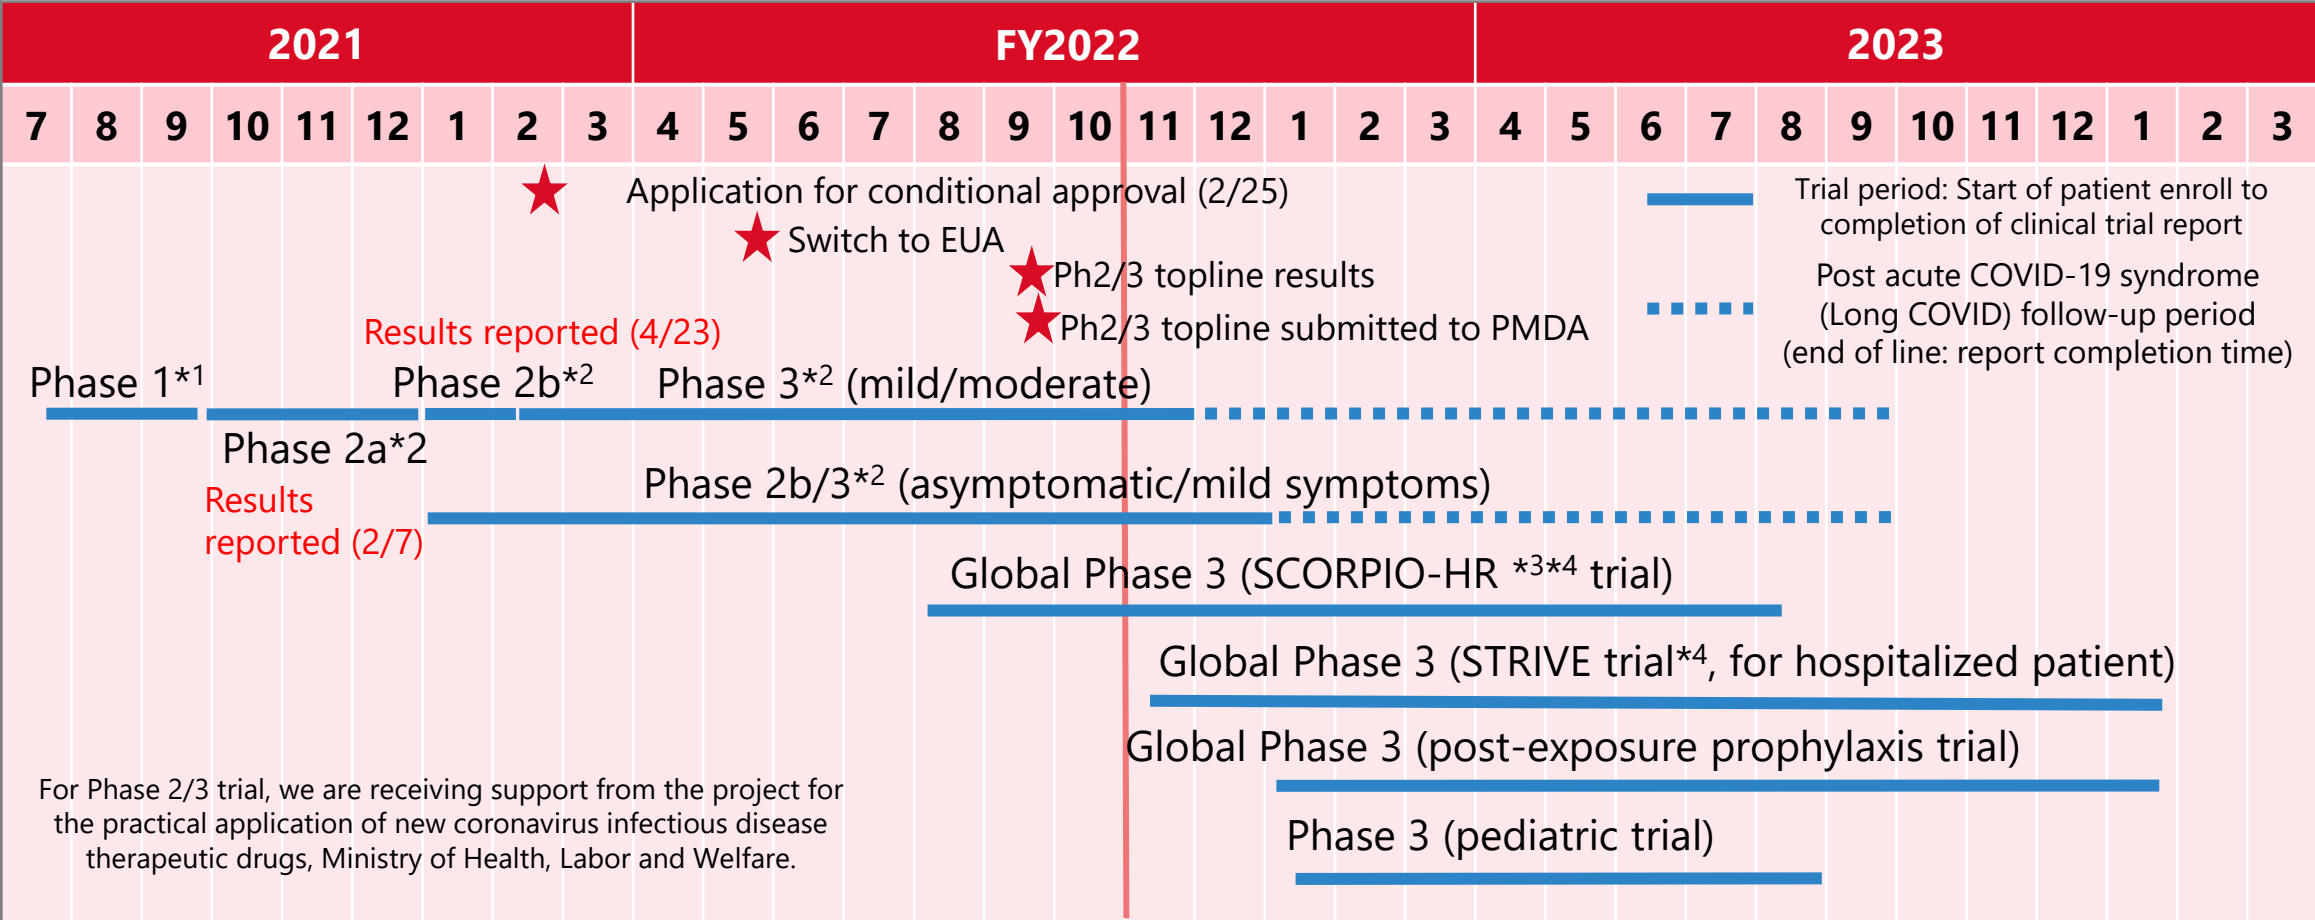 2021 FY2022 2023
7 8 9 10 11 12 1 2 3 4 5 6 7 8 9 10 11 12 1 2 3 4 5 6 7 8 9 10 11 12 1 2 3
Application for conditional approval (2/25)
Switch to EUA
Ph2/3 topline results
Ph2/3 topline submitted to PMDA
Trial period: Start of patient enroll to
completion of clinical trial report
Post acute COVID-19 syndrome
(Long COVID) follow-up period
(end of line: report completion time)
Results reported (4/23)
Phase 1*1
Phase 2b*2
Phase 3*2 (mild/moderate)
Phase 2a*2
Results
reported (2/7)
Phase 2b/3*2 (asymptomatic/mild symptoms)
Global Phase 3 (SCORPIO-HR *3*4 trial)
Global Phase 3 (STRIVE trial*4, for hospitalized patient)
Global Phase 3 (post-exposure prophylaxis trial)
Phase 3 (pediatric trial)
For Phase 2/3 trial, we are receiving support from the project for
the practical application of new coronavirus infectious disease
therapeutic drugs, Ministry of Health, Labor and Welfare.